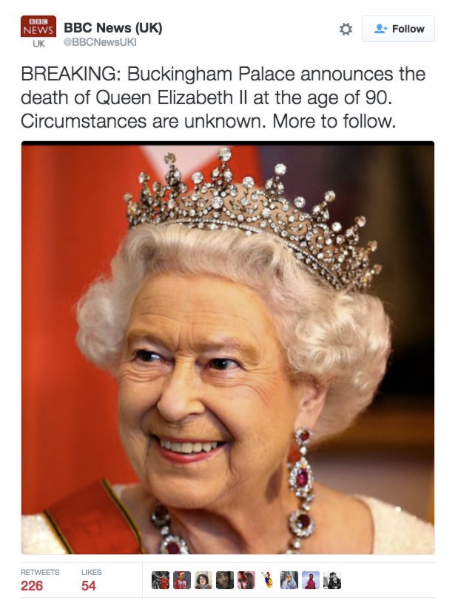 BBC
NEWS
UK
BBC News (UK)
@BBCNewsUKI
Follow
BREAKING: Buckingham Palace announces the
death of Queen Elizabeth II at the age of 90.
Circumstances are unknown. More to follow.
RETWEETS
226
LIKES
54